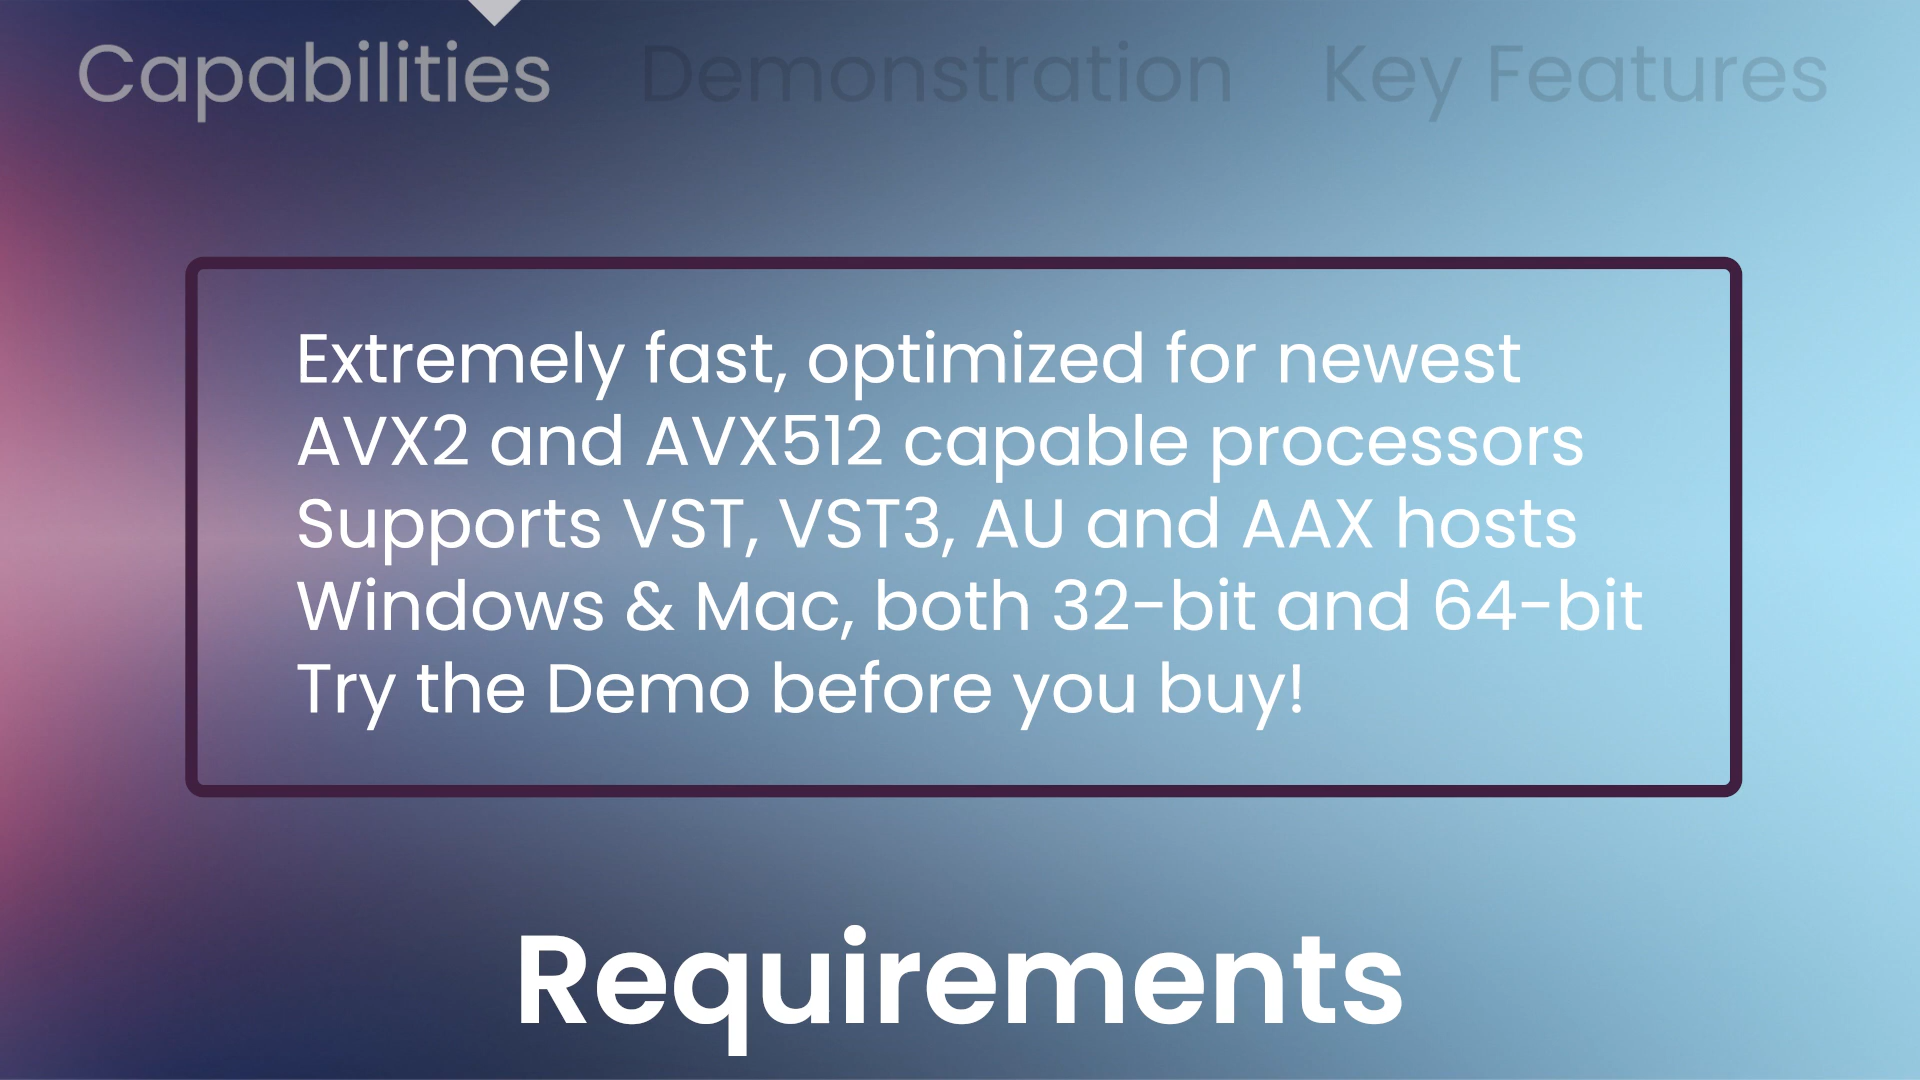 Capabilities Demonstration Key Features
Extremely fast, optimized for newest
AVX2 and AVX512 capable processors
Supports VST, VST3, AU and AAX hosts
Windows & Mac, both 32-bit and 64-bit
Try the Demo before you buy!
Requirements